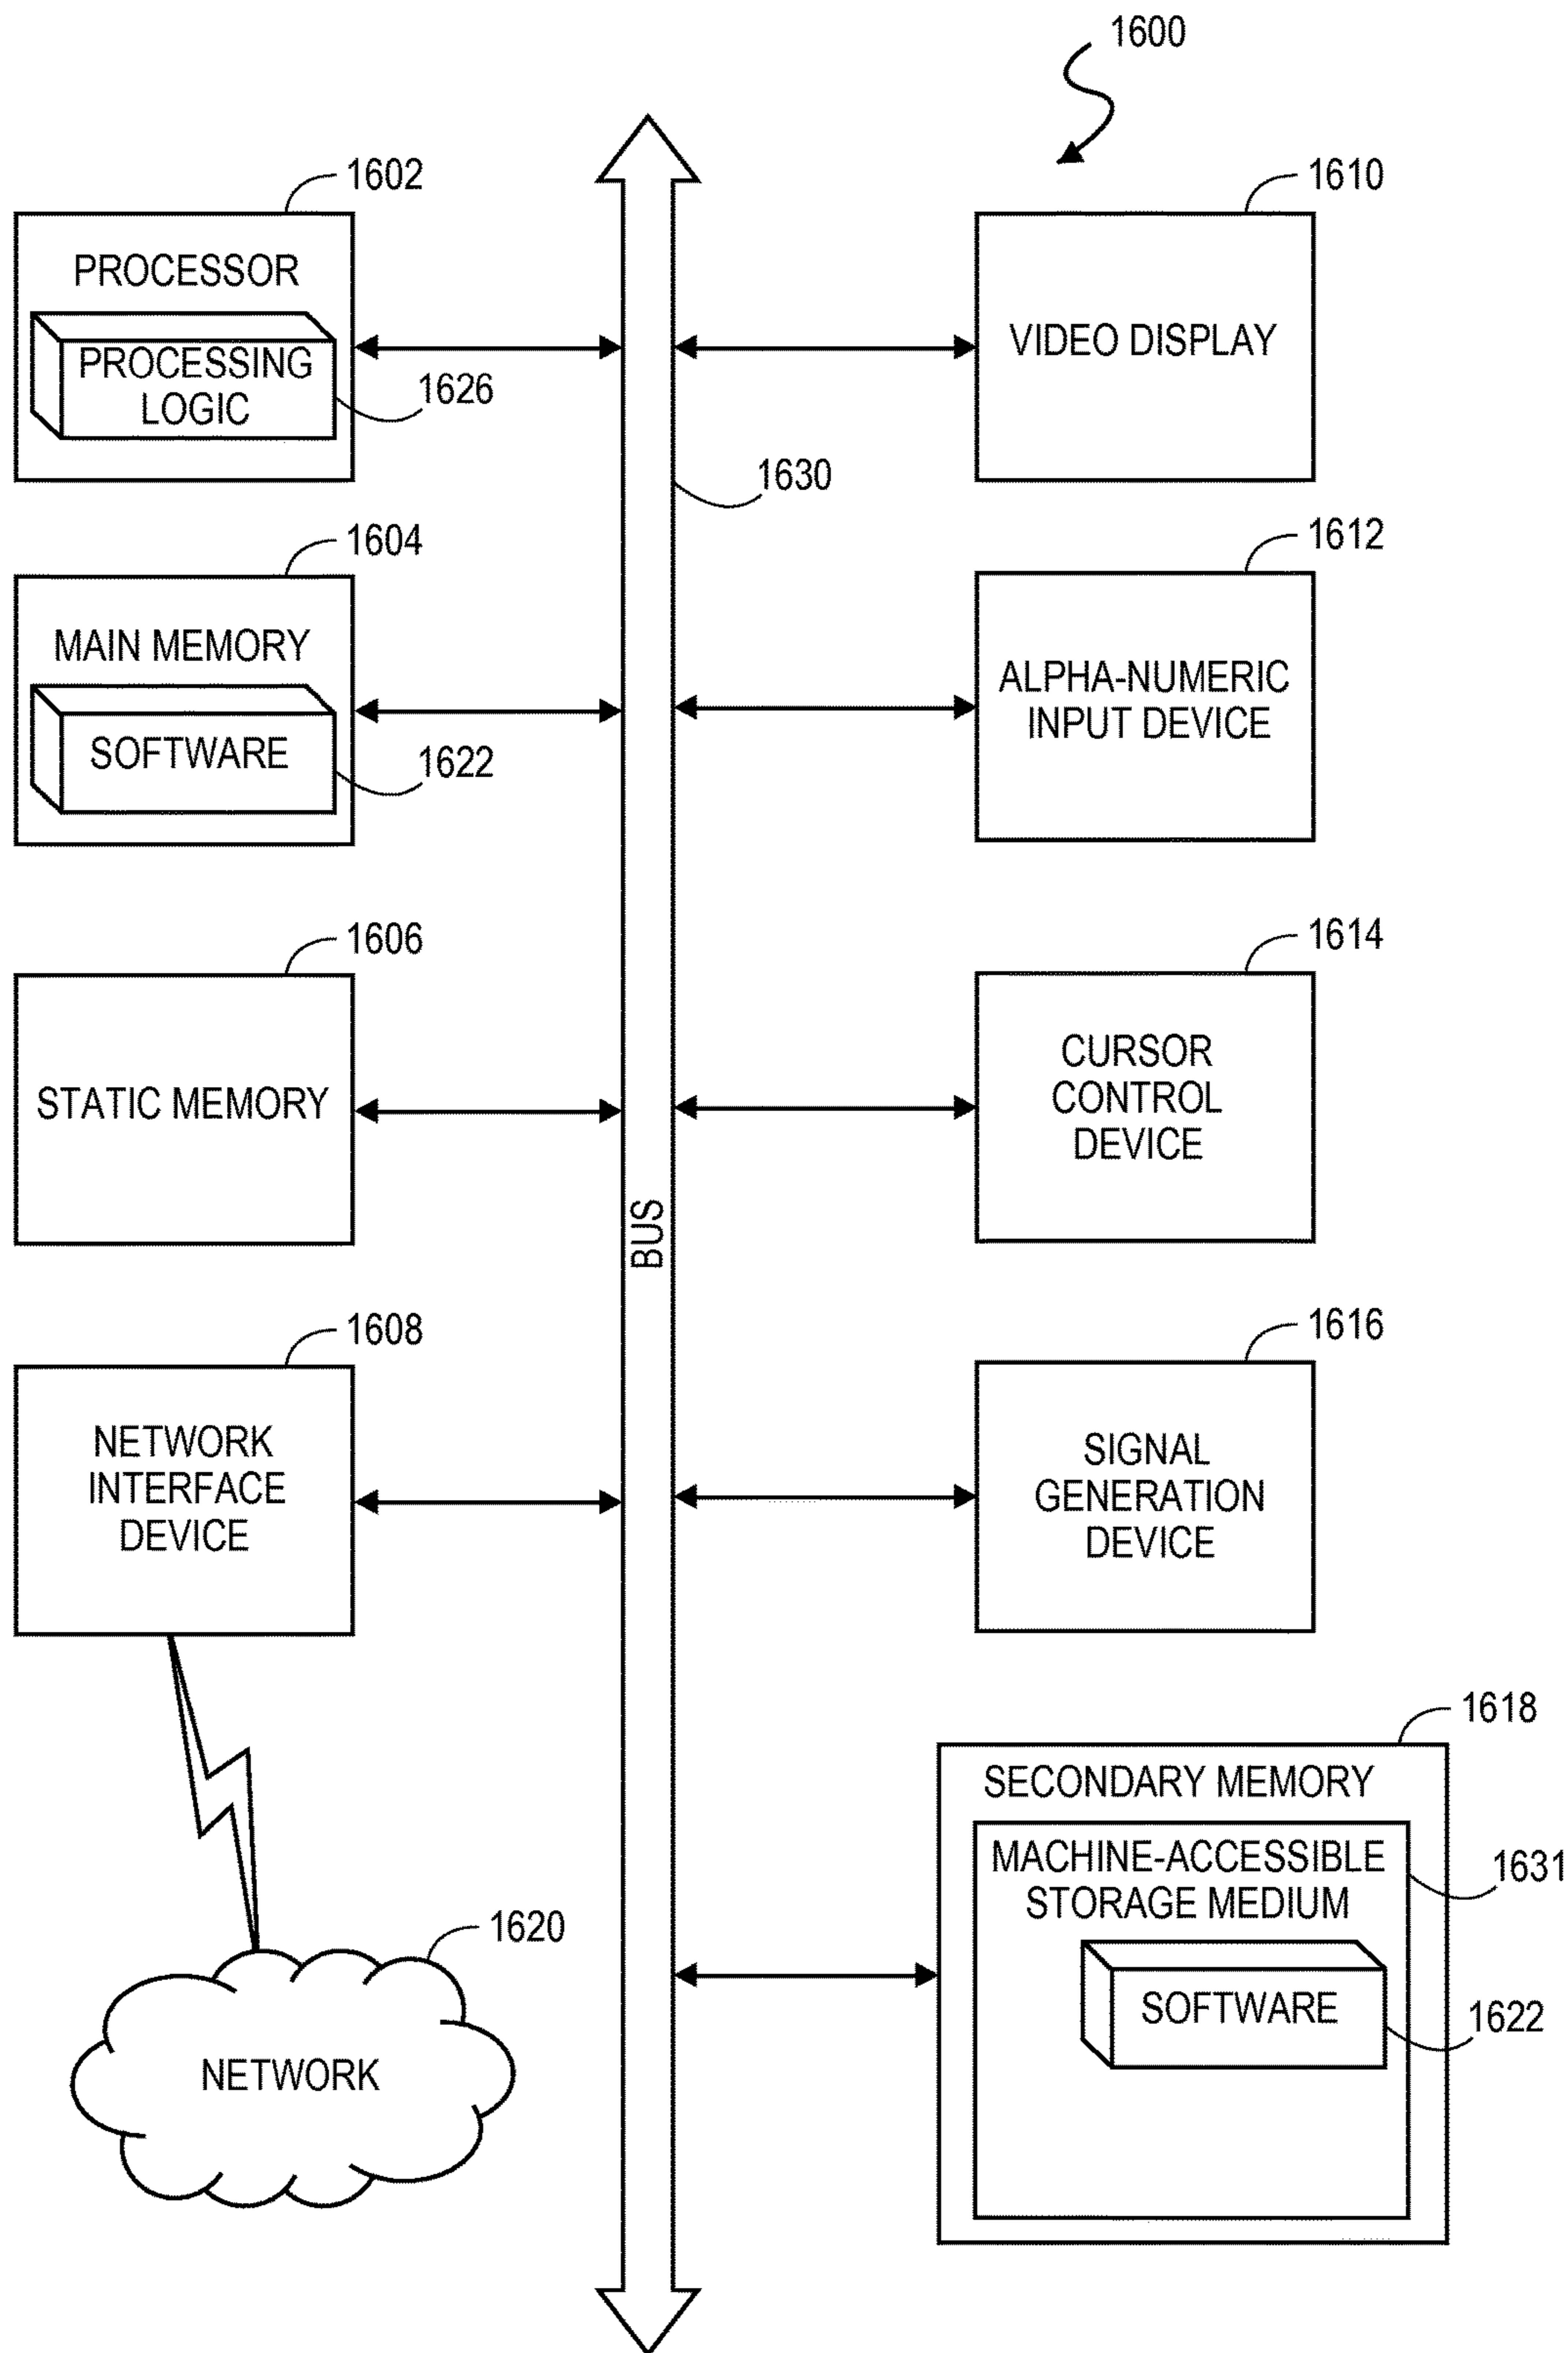 1600
1602
PROCESSOR
PROCESSING
LOGIC
1626
1610
VIDEO DISPLAY
1630
1604
MAIN MEMORY
SOFTWARE
1622
1612
ALPHA-NUMERIC
INPUT DEVICE
1606
STATIC MEMORY
1614
CURSOR
CONTROL
DEVICE
BUS
1608
NETWORK
INTERFACE
DEVICE
1616
SIGNAL
GENERATION
DEVICE
1618
SECONDARY MEMORY
MACHINE-ACCESSIBLE
STORAGE MEDIUM
1631
SOFTWARE
1622
1620
NETWORK